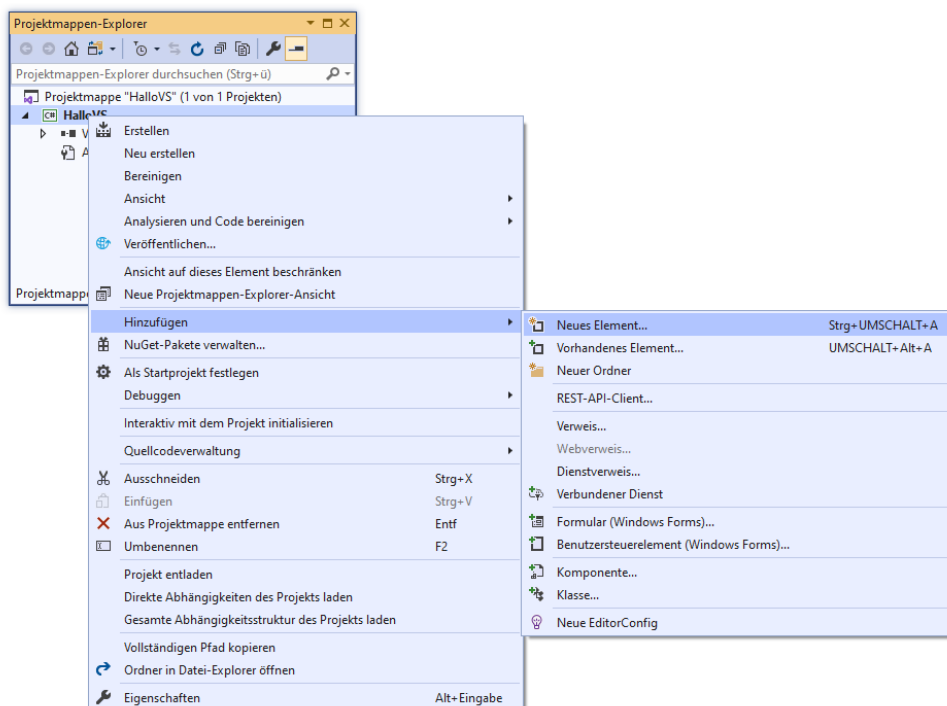 Projektmappen-Explorer
Projektmappen-Explorer durchsuchen (Strg+ü)
Projektmappe "HalloVS" (1 von 1 Projekten)
C# HalloVS
V
A
Projektmapp
Erstellen
Neu erstellen
Bereinigen
Ansicht
Analysieren und Code bereinigen
Veröffentlichen...
Ansicht auf dieses Element beschränken
Neue Projektmappen-Explorer-Ansicht
Hinzufügen
NuGet-Pakete verwalten...
Als Startprojekt festlegen
Debuggen
Interaktiv mit dem Projekt initialisieren
Quellcodeverwaltung
Ausschneiden Strg+X
Einfügen Strg+V
Aus Projektmappe entfernen Entf
Umbenennen F2
Projekt entladen
Direkte Abhängigkeiten des Projekts laden
Gesamte Abhängigkeitsstruktur des Projekts laden
Vollständigen Pfad kopieren
Ordner in Datei-Explorer öffnen
Eigenschaften Alt+Eingabe
Neues Element... Strg+UMSCHALT+A
Vorhandenes Element... UMSCHALT+Alt+A
Neuer Ordner
REST-API-Client...
Verweis...
Webverweis...
Dienstverweis...
Verbundener Dienst
Formular (Windows Forms)...
Benutzersteuerelement (Windows Forms)...
Komponente...
Klasse...
Neue EditorConfig